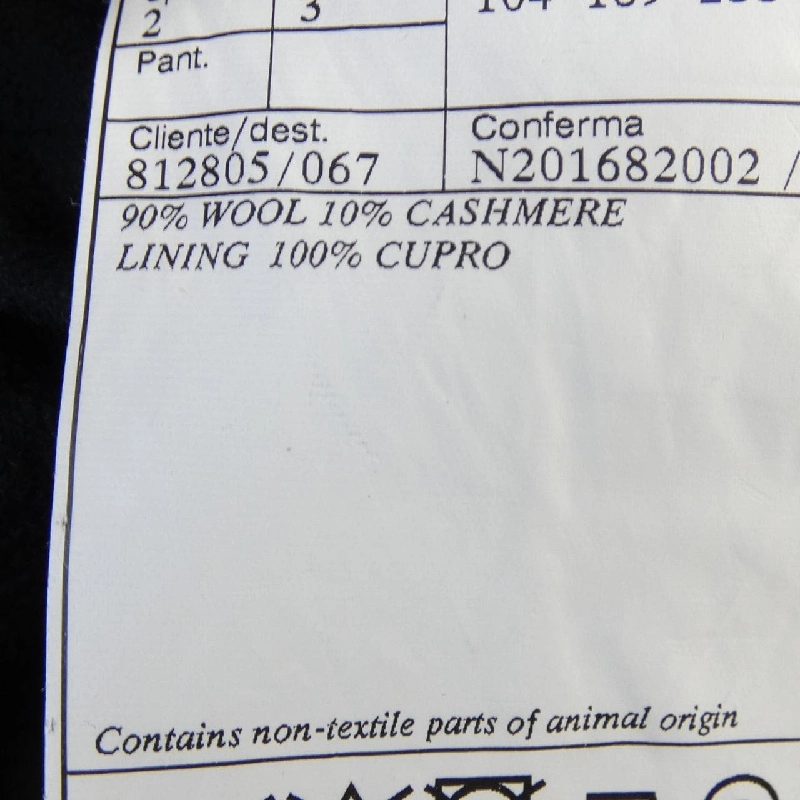 2 3
Pant.
Cliente/dest. Conferma
812805/067 N201682002 /
90% WOOL 10% CASHMERE
LINING 100% CUPRO
Contains non-textile parts of animal origin